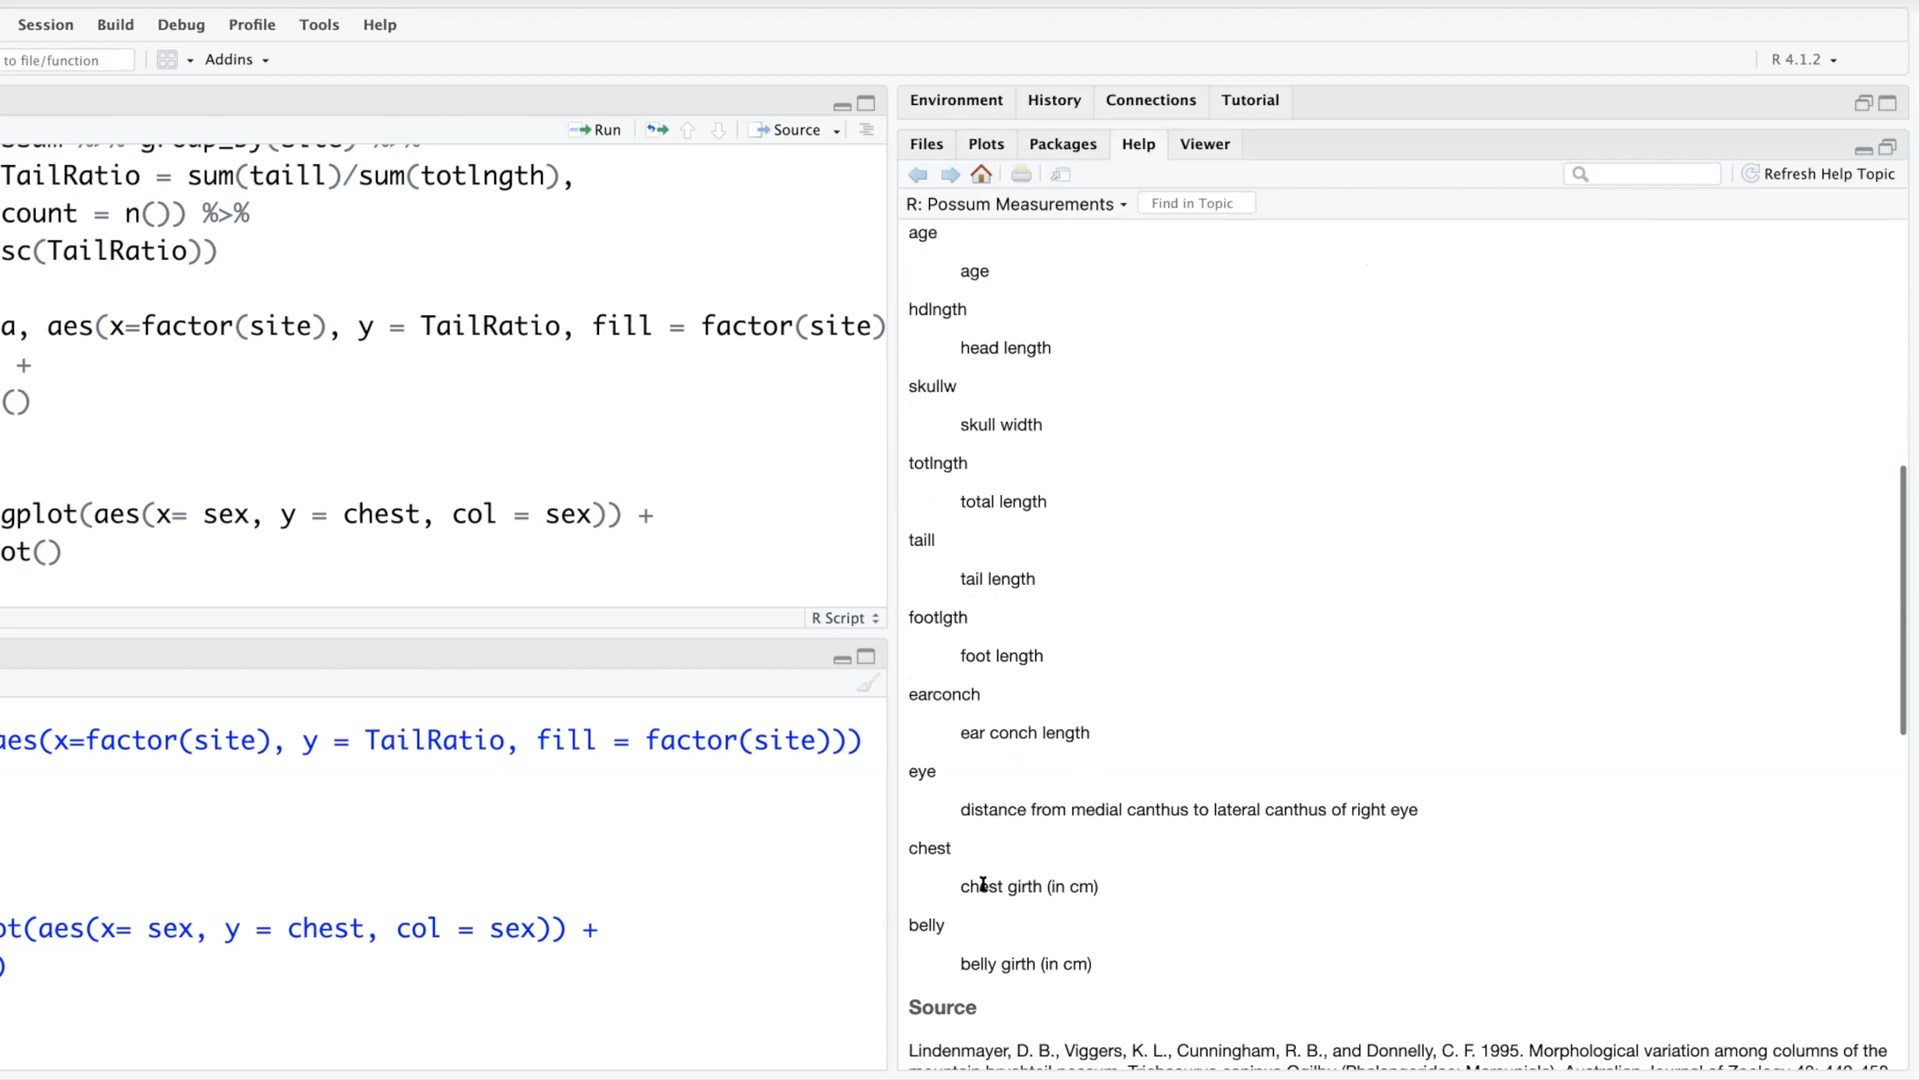 Session Build Debug Profile Tools Help
to file/function Addins R 4.1.2
Run Source
TailRatio = sum(taill)/sum(totlngth),
count = n()) %>%
sc(TailRatio))
a, aes(x=factor(site), y = TailRatio, fill = factor(site)
+
()
gplot(aes(x= sex, y = chest, col = sex)) +
ot()
R Script
aes(x=factor(site), y = TailRatio, fill = factor(site)))
ot(aes(x= sex, y = chest, col = sex)) +
)
Environment History Connections Tutorial
Files Plots Packages Help Viewer
Refresh Help Topic
R: Possum Measurements Find in Topic
age
age
hdlngth
head length
skullw
skull width
totlngth
total length
taill
tail length
footlgth
foot length
earconch
ear conch length
eye
distance from medial canthus to lateral canthus of right eye
chest
chest girth (in cm)
belly
belly girth (in cm)
Source
Lindenmayer, D. B., Viggers, K. L., Cunningham, R. B., and Donnelly, C. F. 1995. Morphological variation among columns of the